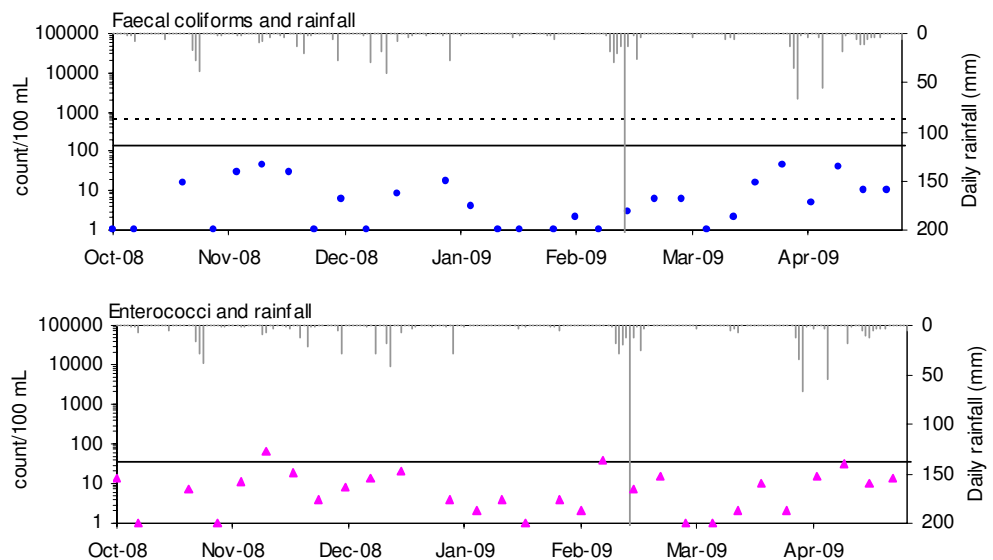 Faecal coliforms and rainfall
100000
10000
1000
100
10
1
count/100 mL
0
50
100
150
200
Daily rainfall (mm)
Oct-08 Nov-08 Dec-08 Jan-09 Feb-09 Mar-09 Apr-09
Enterococci and rainfall
100000
10000
1000
100
10
1
count/100 mL
0
50
100
150
200
Daily rainfall (mm)
Oct-08 Nov-08 Dec-08 Jan-09 Feb-09 Mar-09 Apr-09